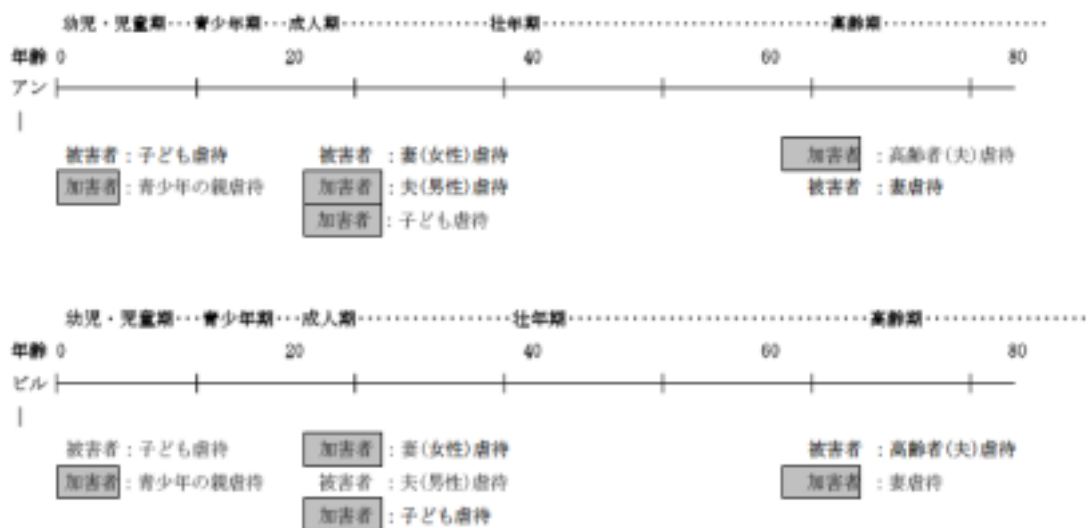 幼児・児童期…青少年期…成人期………………壮年期………………………………高齢期………………
年齢 0 20 40 60 80
アン
被害者：子ども虐待 被害者：妻(女性)虐待 加害者：高齢者(夫)虐待
加害者：青少年の親虐待 加害者：夫(男性)虐待 被害者：妻虐待
加害者：子ども虐待
幼児・児童期…青少年期…成人期………………壮年期………………………………高齢期………………
年齢 0 20 40 60 80
ビル
被害者：子ども虐待 加害者：妻(女性)虐待 被害者：高齢者(夫)虐待
加害者：青少年の親虐待 被害者：夫(男性)虐待 加害者：妻虐待
加害者：子ども虐待